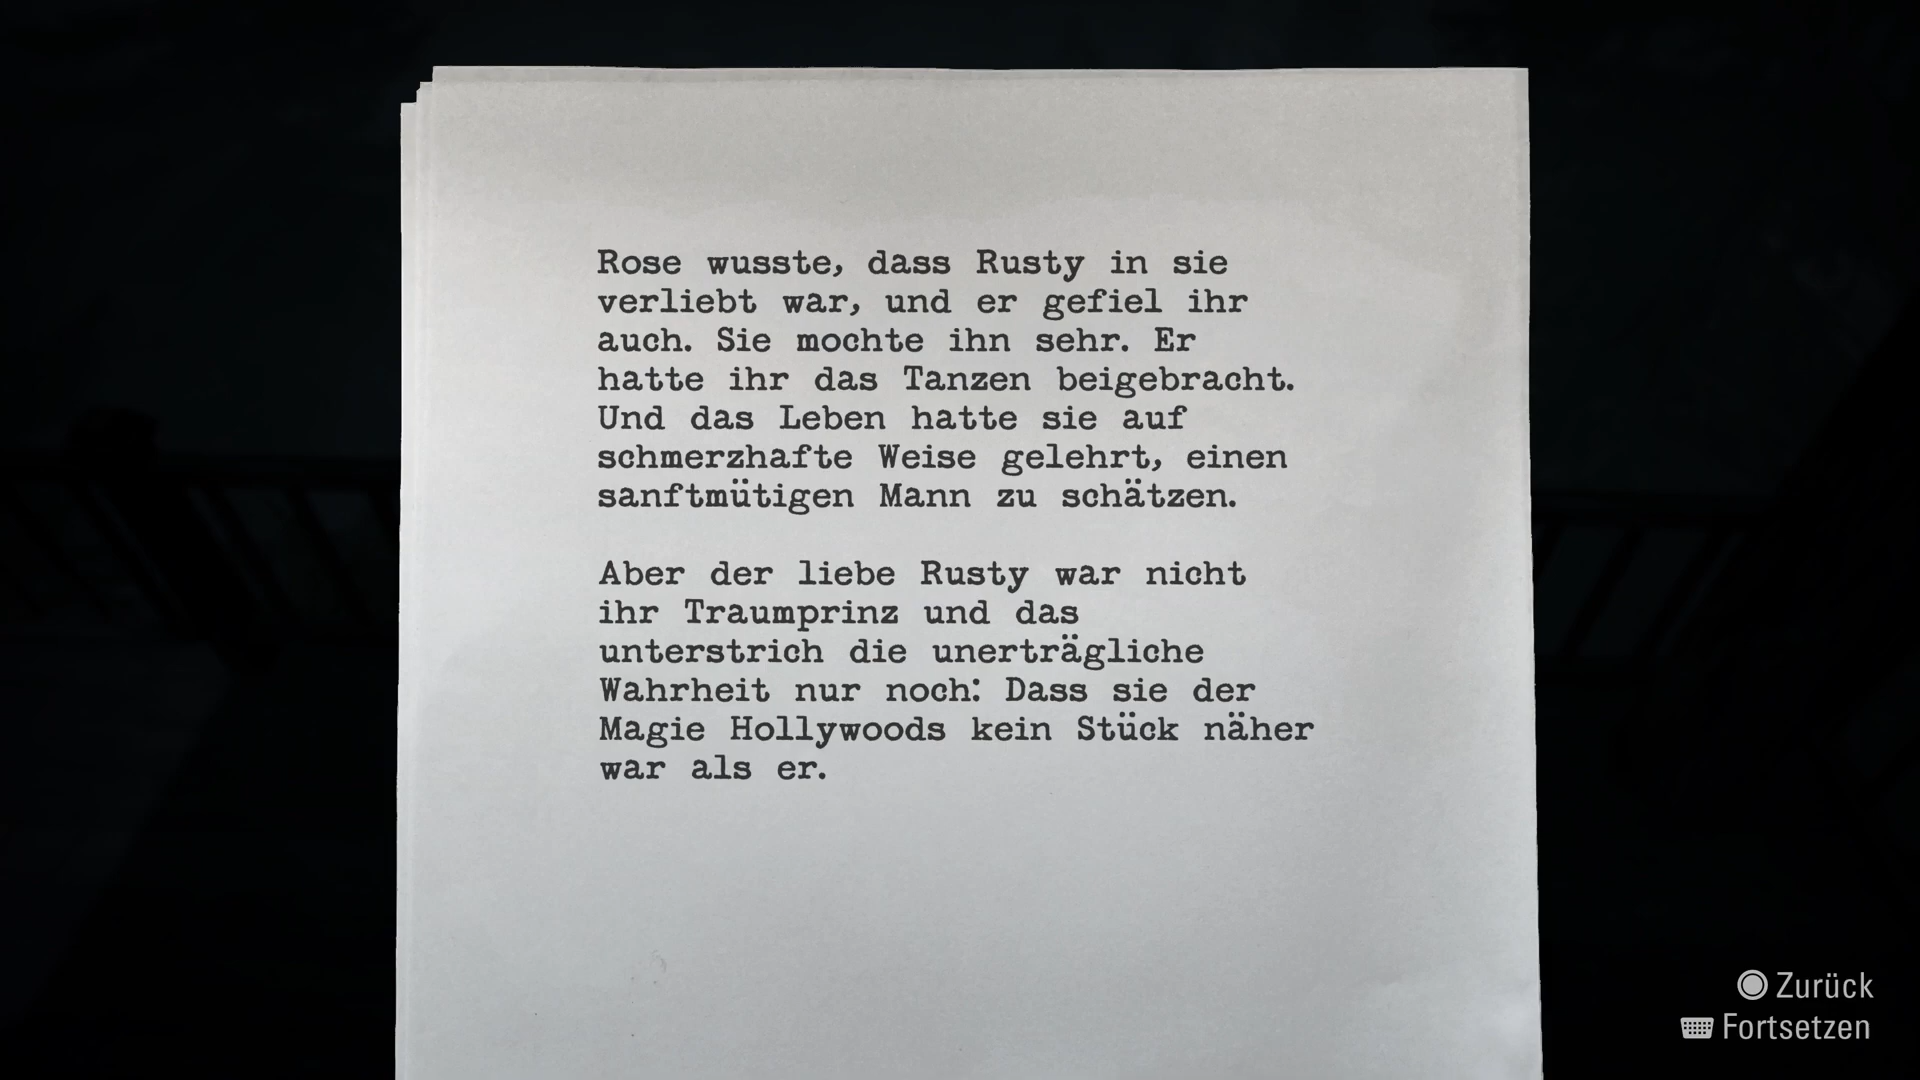 Rose wusste, dass Rusty in sie
verliebt war, und er gefiel ihr
auch. Sie mochte ihn sehr. Er
hatte ihr das Tanzen beigebracht.
Und das Leben hatte sie auf
schmerzhafte Weise gelehrt, einen
sanftmütigen Mann zu schätzen.
Aber der liebe Rusty war nicht
ihr Traumprinz und das
unterstrich die unerträgliche
Wahrheit nur noch: Dass sie der
Magie Hollywoods kein Stück näher
war als er.
Zurück
Fortsetzen